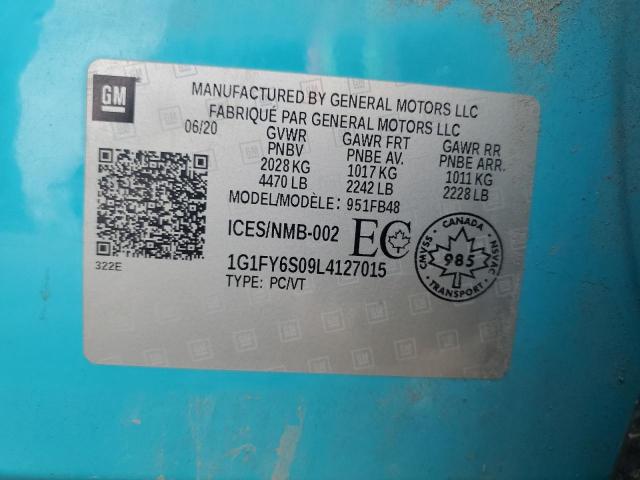 GM
MANUFACTURED BY GENERAL MOTORS LLC
FABRIQUÉ PAR GENERAL MOTORS LLC
06/20 GVWR GAWR FRT GAWR RR
PNBV PNBE AV. PNBE ARR.
2028 KG 1017 KG 1011 KG
4470 LB 2242 LB 2228 LB
MODEL/MODÈLE: 951FB48
ICES/NMB-002 EC
CANADA
CMVSS 985 NSVAC
322E
1G1FY6S09L4127015
TYPE: PC/VT